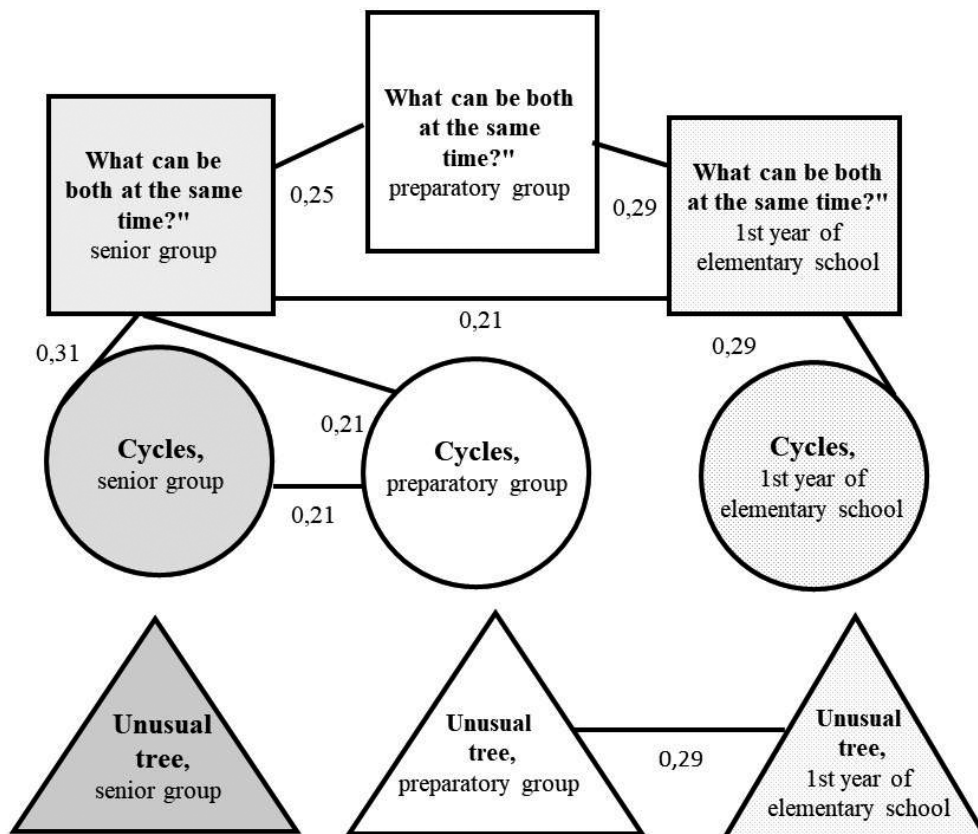 What can be both
at the same
time?"
preparatory group
What can be
both at the same
time?"
senior group
What can be both
at the same time?"
1st year of
elementary school
0,25
0,29
0,21
0,31
0,29
0,21
Cycles,
senior group
Cycles,
preparatory group
Cycles,
1st year of
elementary school
0,21
Unusual
tree,
senior group
Unusual
tree,
preparatory group
0,29
Unusual
tree,
1st year of
elementary school